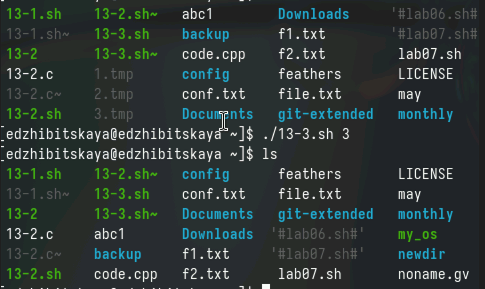 13-1.sh 13-2.sh~ abc1 Downloads '#lab06.sh#
13-1.sh~ 13-3.sh backup f1.txt '#lab07.sh#
13-2 13-3.sh~ code.cpp f2.txt lab07.sh
13-2.c 1.tmp config feathers LICENSE
13-2.c~ 2.tmp conf.txt file.txt may
13-2.sh 3.tmp Documents git-extended monthly
[edzhibitskaya@edzhibitskaya ~]$ ./13-3.sh 3
[edzhibitskaya@edzhibitskaya ~]$ ls
13-1.sh 13-2.sh~ config feathers LICENSE
13-1.sh~ 13-3.sh conf.txt file.txt may
13-2 13-3.sh~ Documents git-extended monthly
13-2.c abc1 Downloads '#lab06.sh#' my_os
13-2.c~ backup f1.txt '#lab07.sh#' newdir
13-2.sh code.cpp f2.txt lab07.sh noname.gv